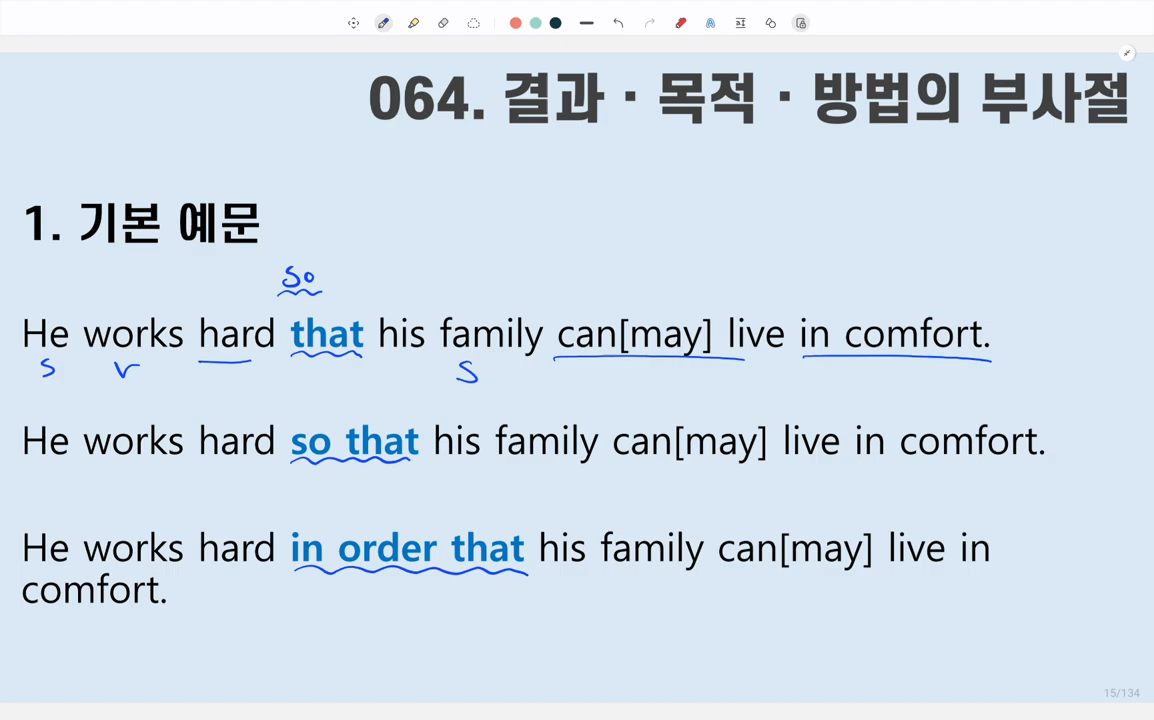 064. 결과 · 목적 · 방법의 부사절
1. 기본 예문
so
He works hard that his family can[may] live in comfort.
s v s
He works hard so that his family can[may] live in comfort.
He works hard in order that his family can[may] live in
comfort.
15/134